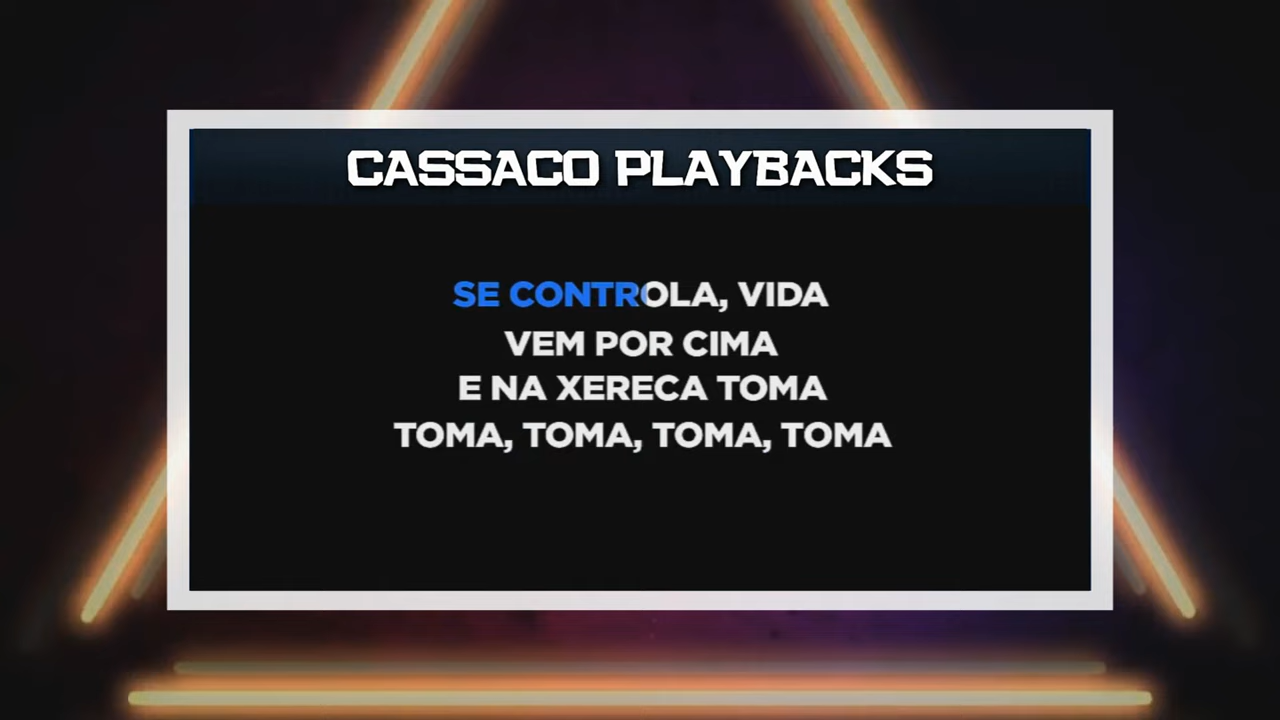 CASSACO PLAYBACKS
SE CONTROLA, VIDA
VEM POR CIMA
E NA XERECA TOMA
TOMA, TOMA, TOMA, TOMA